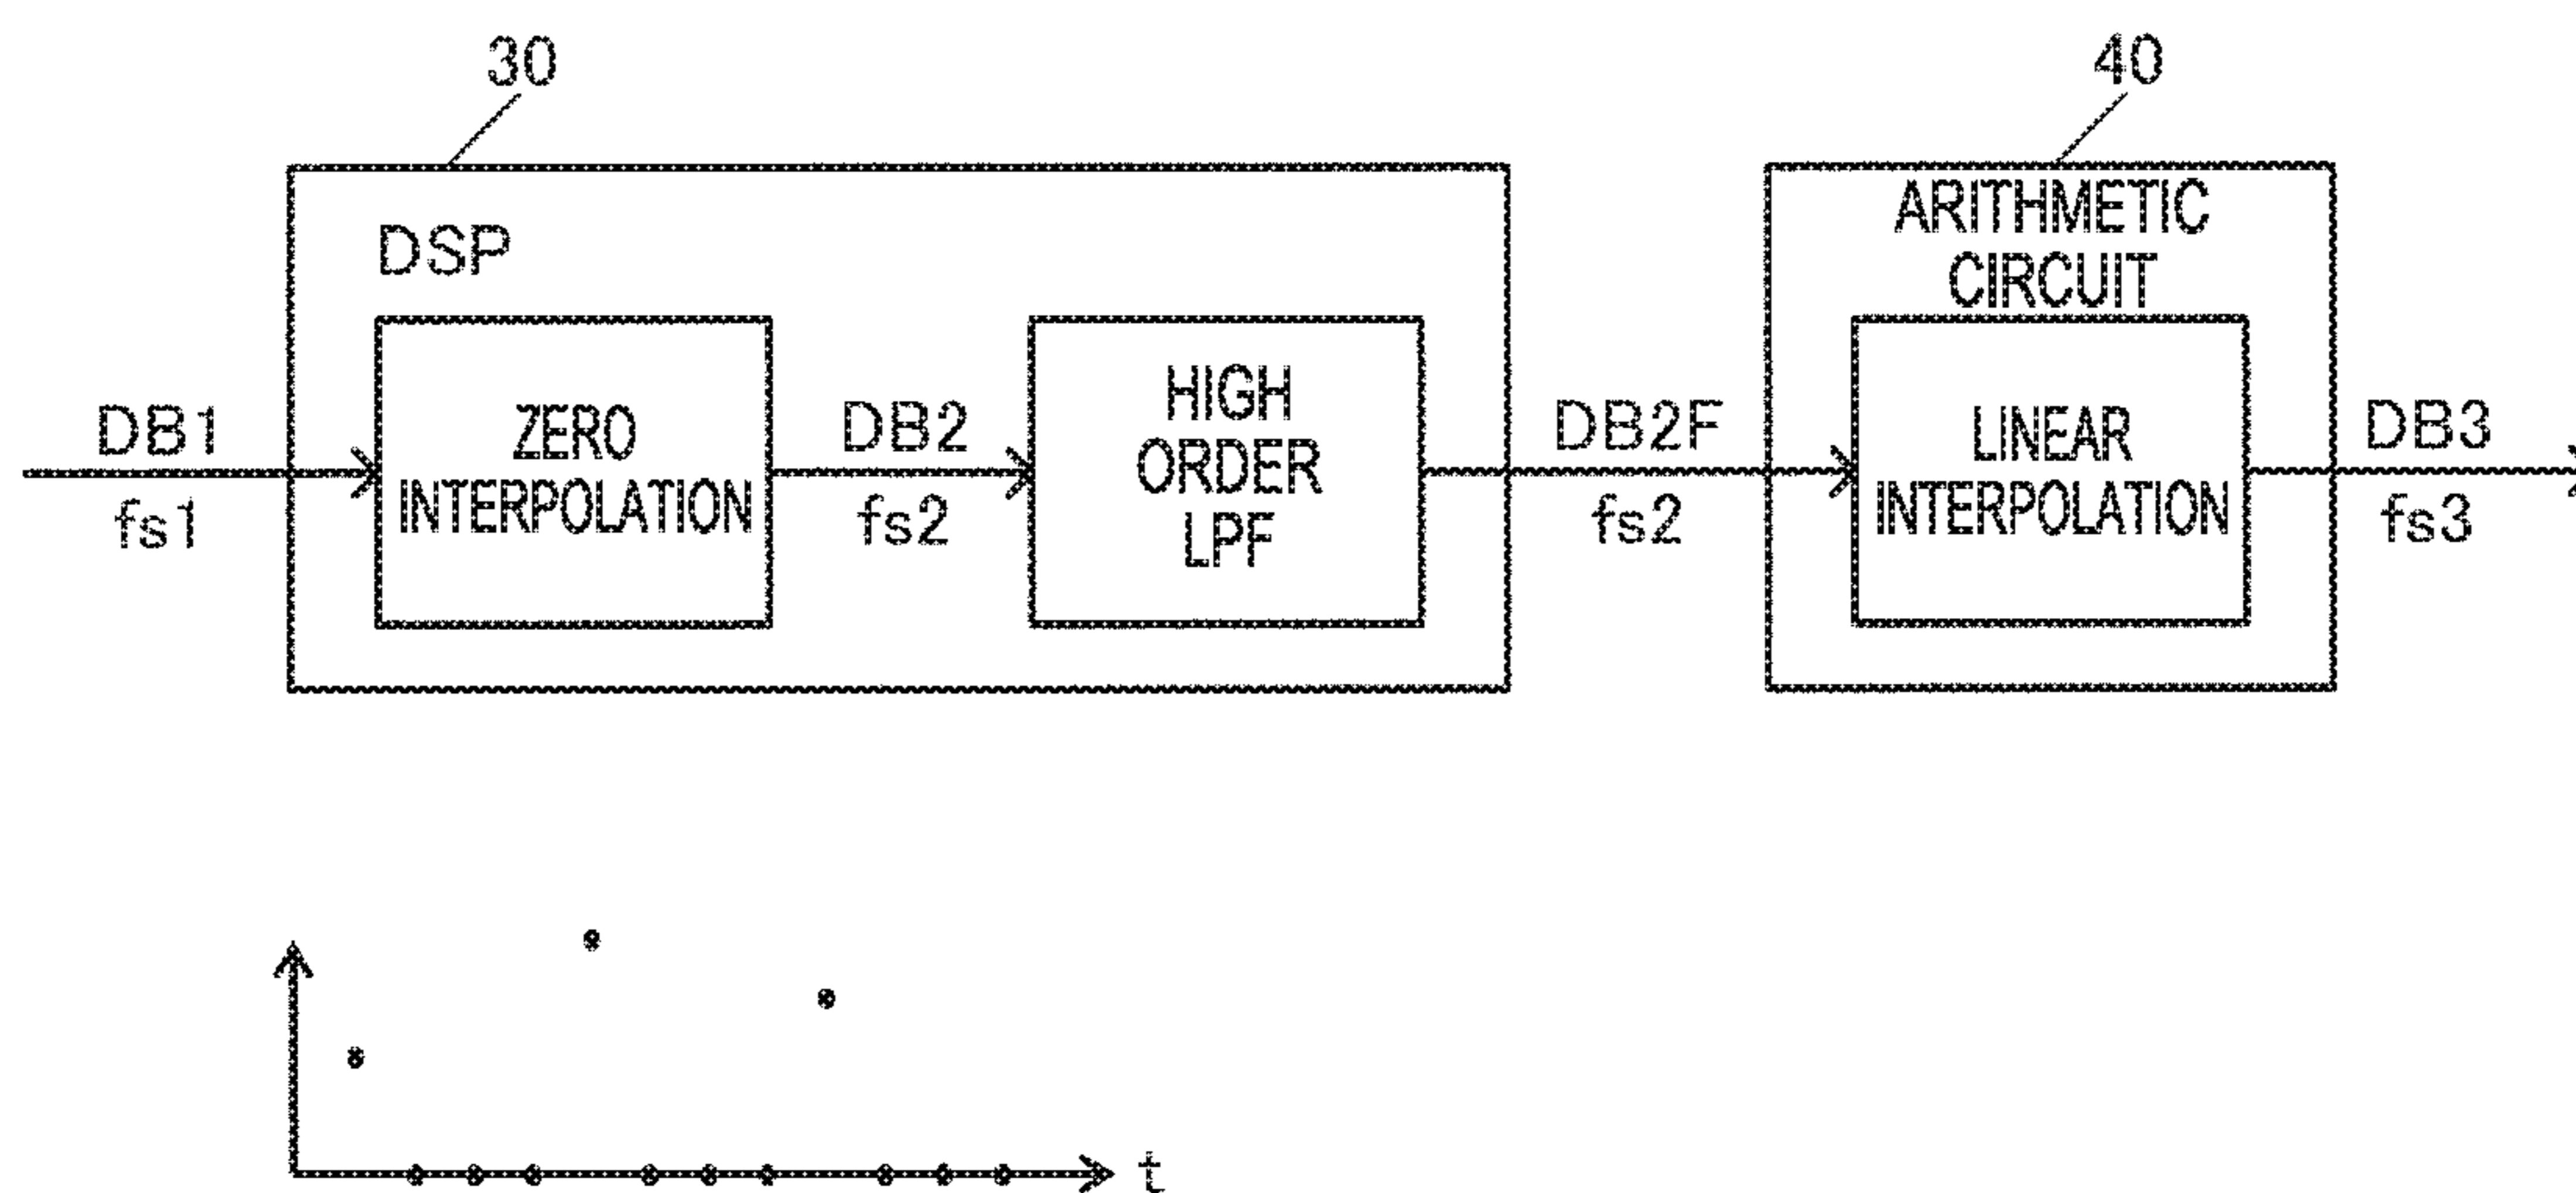 30
40
DSP
ARITHMETIC
CIRCUIT
DB1
fs1
ZERO
INTERPOLATION
DB2
fs2
HIGH
ORDER
LPF
DB2F
fs2
LINEAR
INTERPOLATION
DB3
fs3
t